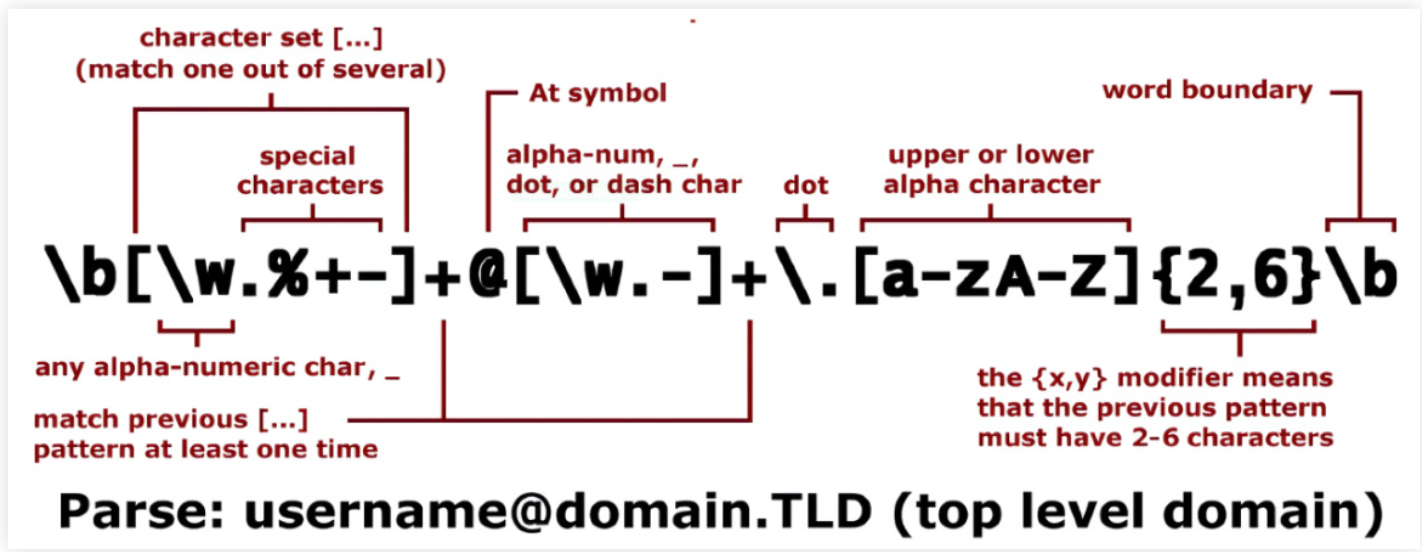 character set [...]
(match one out of several)
At symbol
word boundary
special
characters
alpha-num, _,
dot, or dash char
dot
upper or lower
alpha character
\b[\w.%+-]+@[\w.-]+\.[a-zA-Z]{2,6}\b
any alpha-numeric char, _
match previous [...]
pattern at least one time
the {x,y} modifier means
that the previous pattern
must have 2-6 characters
Parse: username@domain.TLD (top level domain)